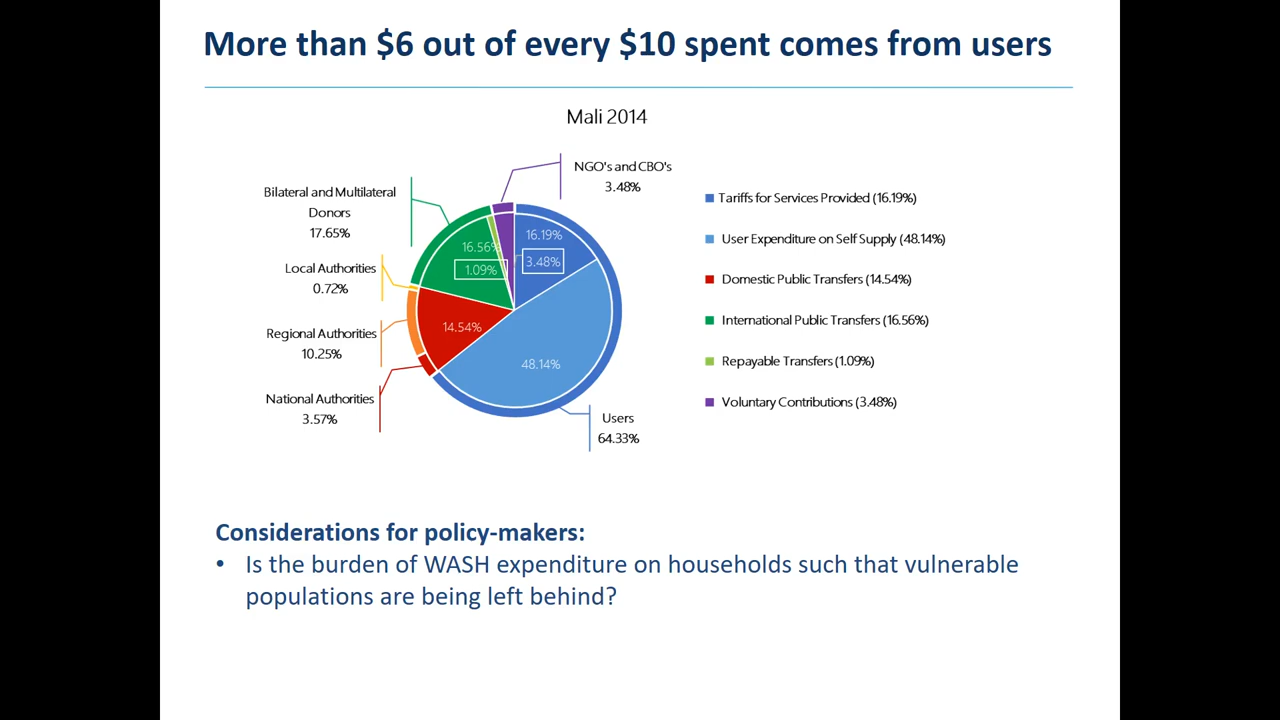 More than $6 out of every $10 spent comes from users
Mali 2014
NGO's and CBO's
3.48%
Bilateral and Multilateral
Donors
17.65%
Local Authorities
0.72%
Regional Authorities
10.25%
National Authorities
3.57%
Users
64.33%
16.19%
3.48%
16.56%
1.09%
14.54%
48.14%
Tariffs for Services Provided (16.19%)
User Expenditure on Self Supply (48.14%)
Domestic Public Transfers (14.54%)
International Public Transfers (16.56%)
Repayable Transfers (1.09%)
Voluntary Contributions (3.48%)
Considerations for policy-makers:
• Is the burden of WASH expenditure on households such that vulnerable
populations are being left behind?